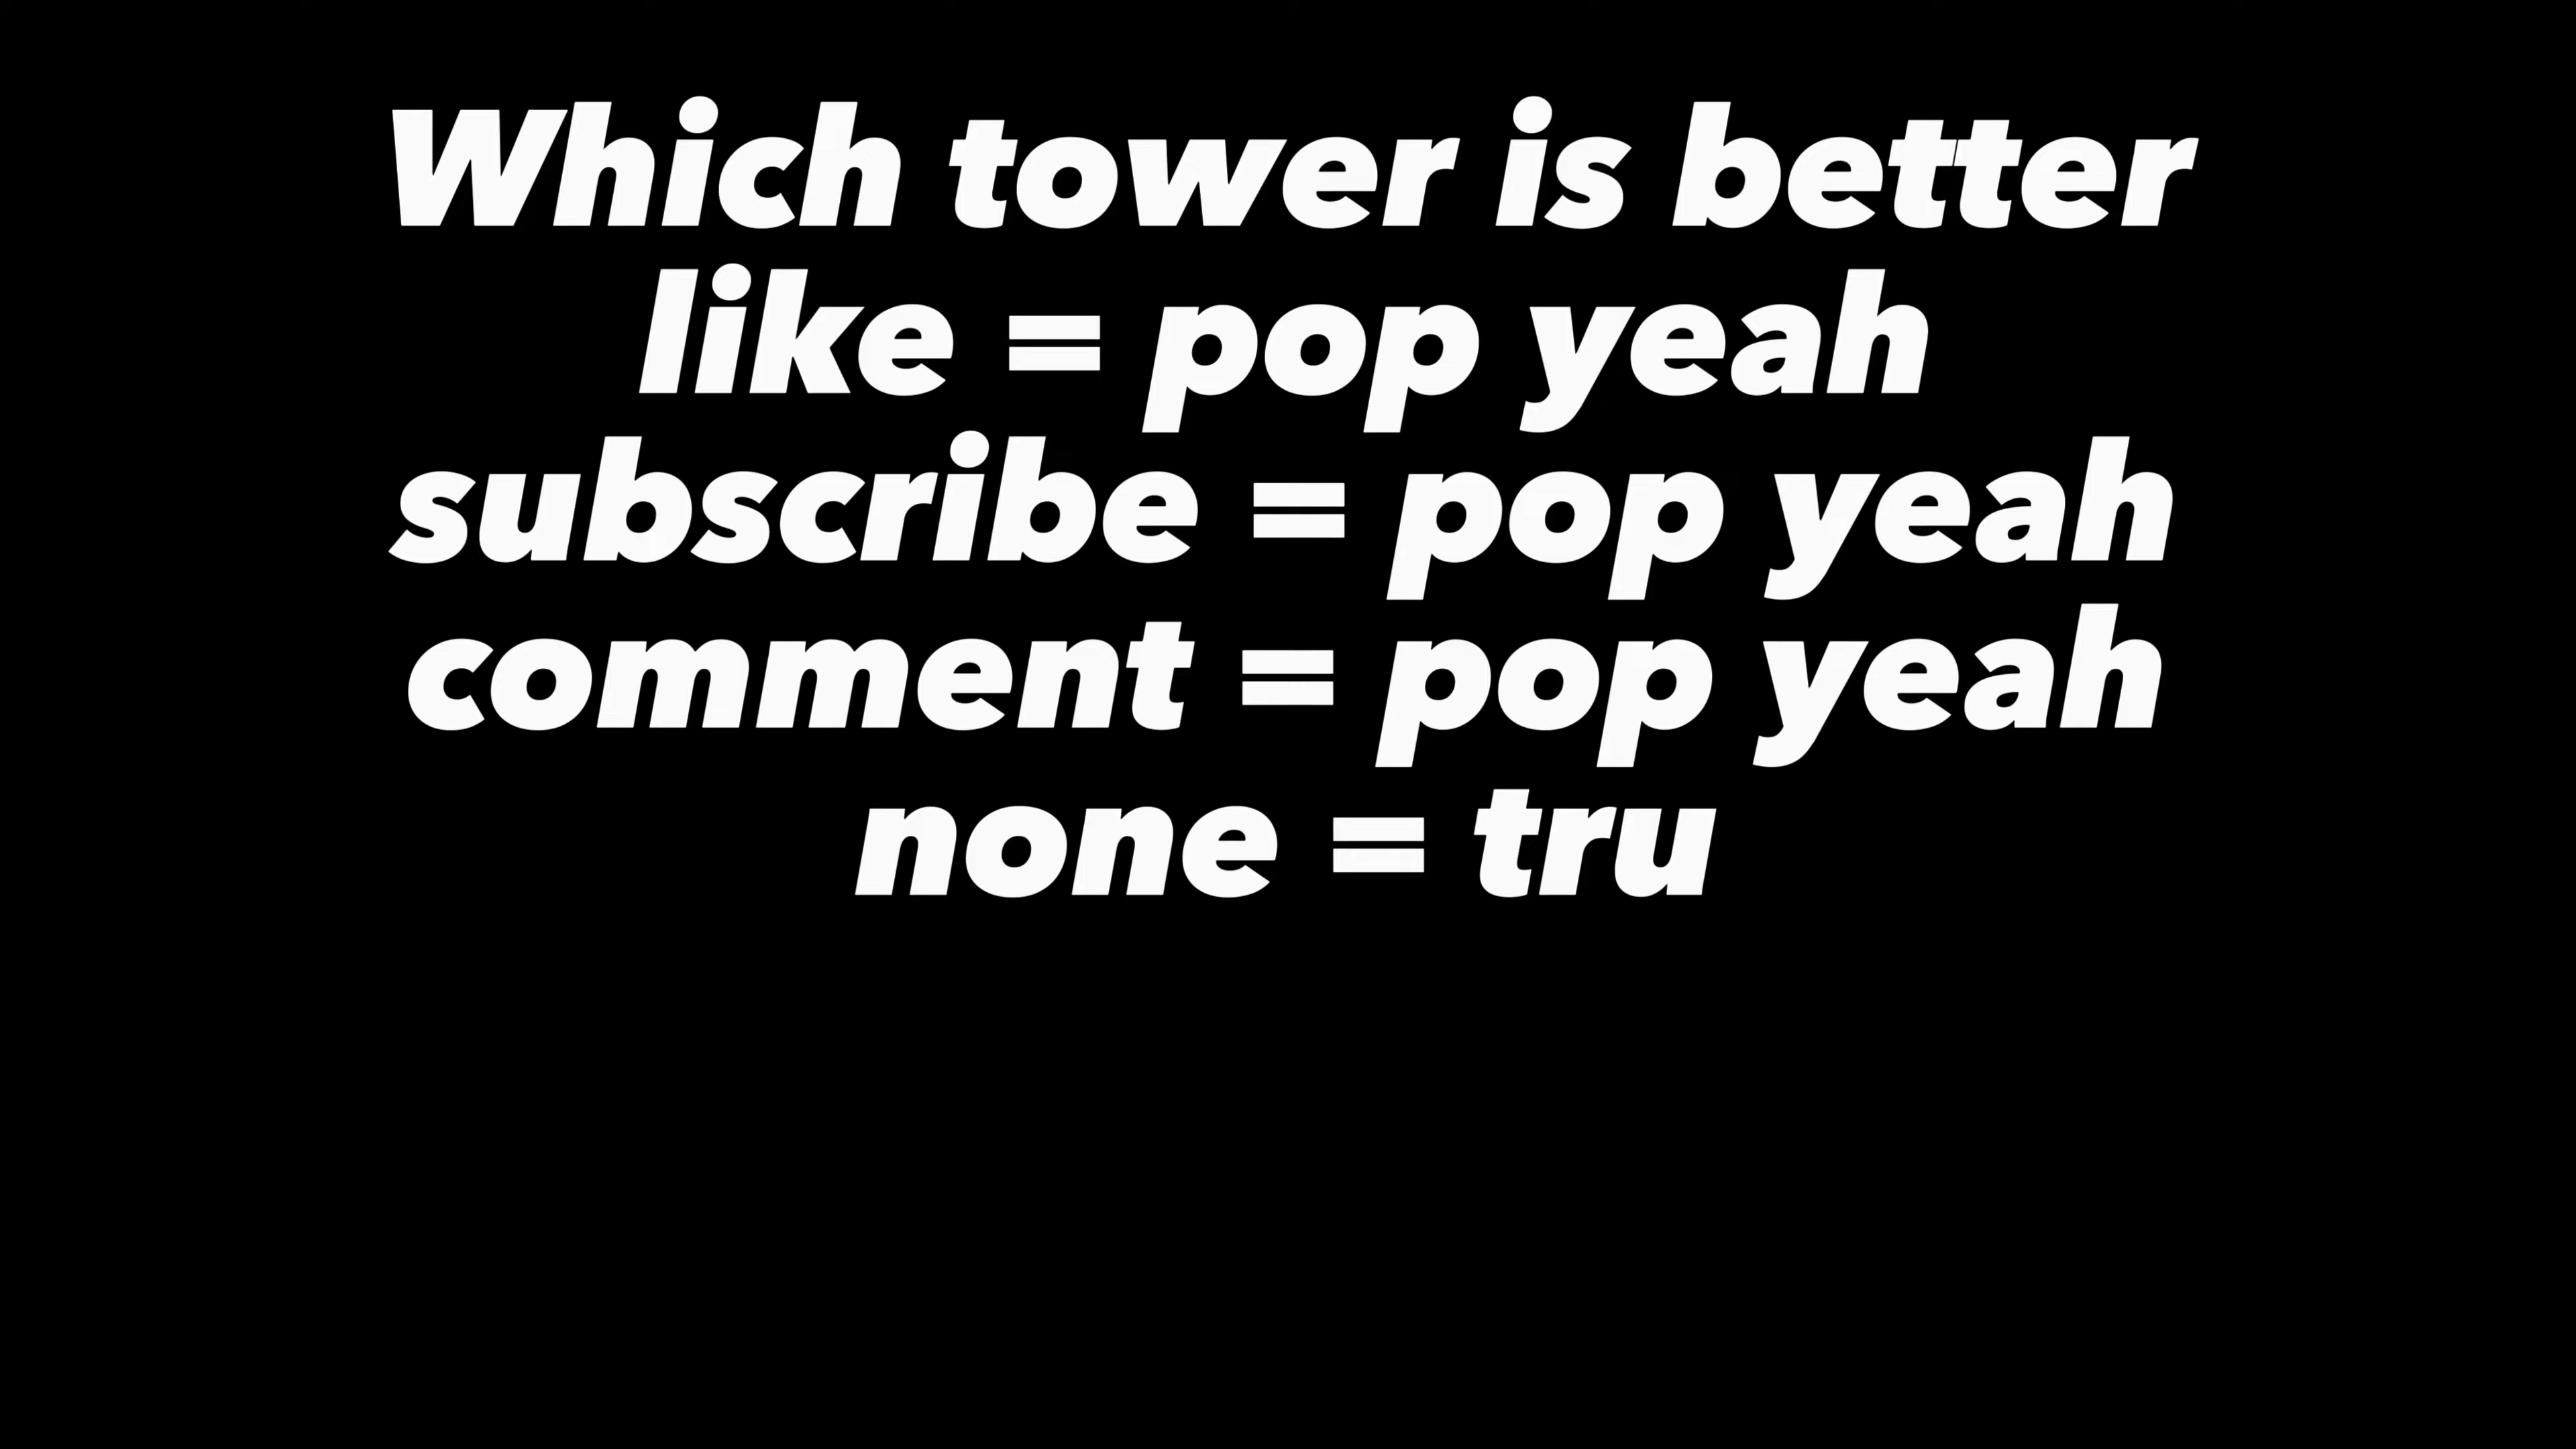 Which tower is better
like = pop yeah
subscribe = pop yeah
comment = pop yeah
none = tru